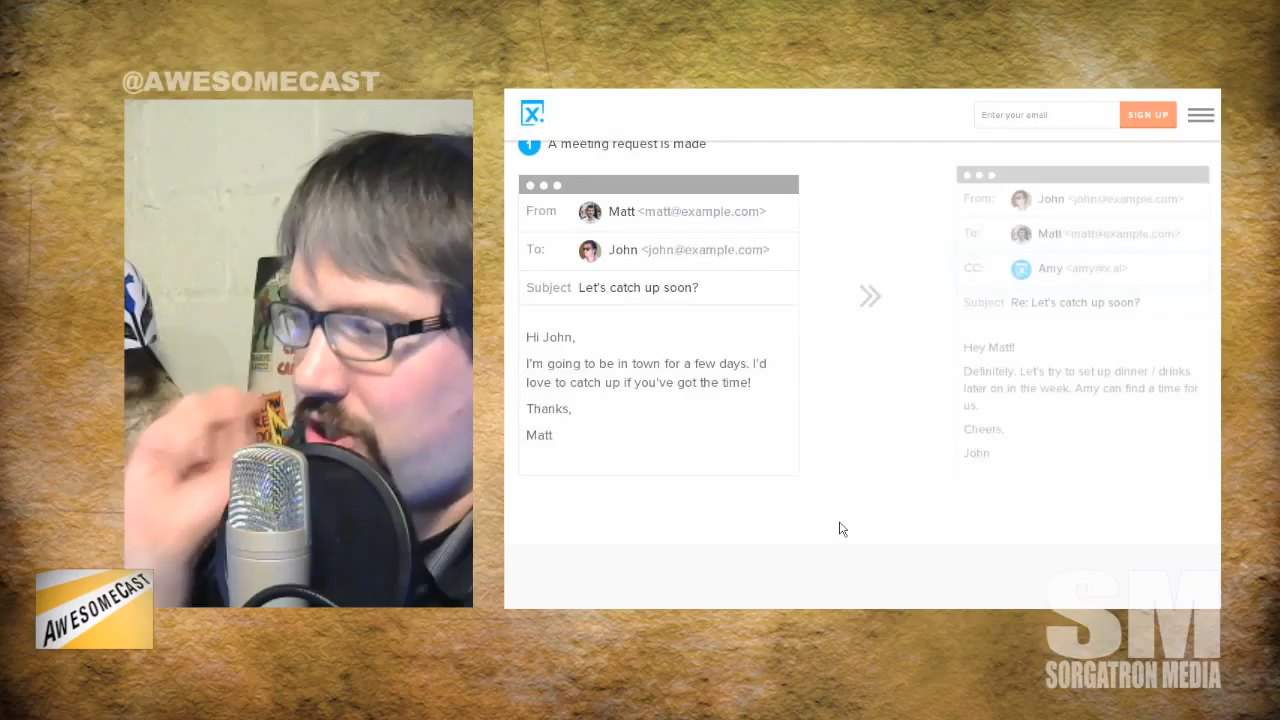 @AWESOMECAST
X.
Enter your email
SIGN UP
1
A meeting request is made
From
Matt <matt@example.com>
To:
John <john@example.com>
Subject
Let's catch up soon?
Hi John,
I'm going to be in town for a few days. I'd
love to catch up if you've got the time!
Thanks,
Matt
From:
John <john@example.com>
To:
Matt <matt@example.com>
CC:
Amy <amy@x.ai>
Subject
Re: Let's catch up soon?
Hey Matt!
Definitely. Let's try to set up dinner / drinks
later on in the week. Amy can find a time for
us.
Cheers,
John
AWESOMECAST
SM
SORGATRON MEDIA